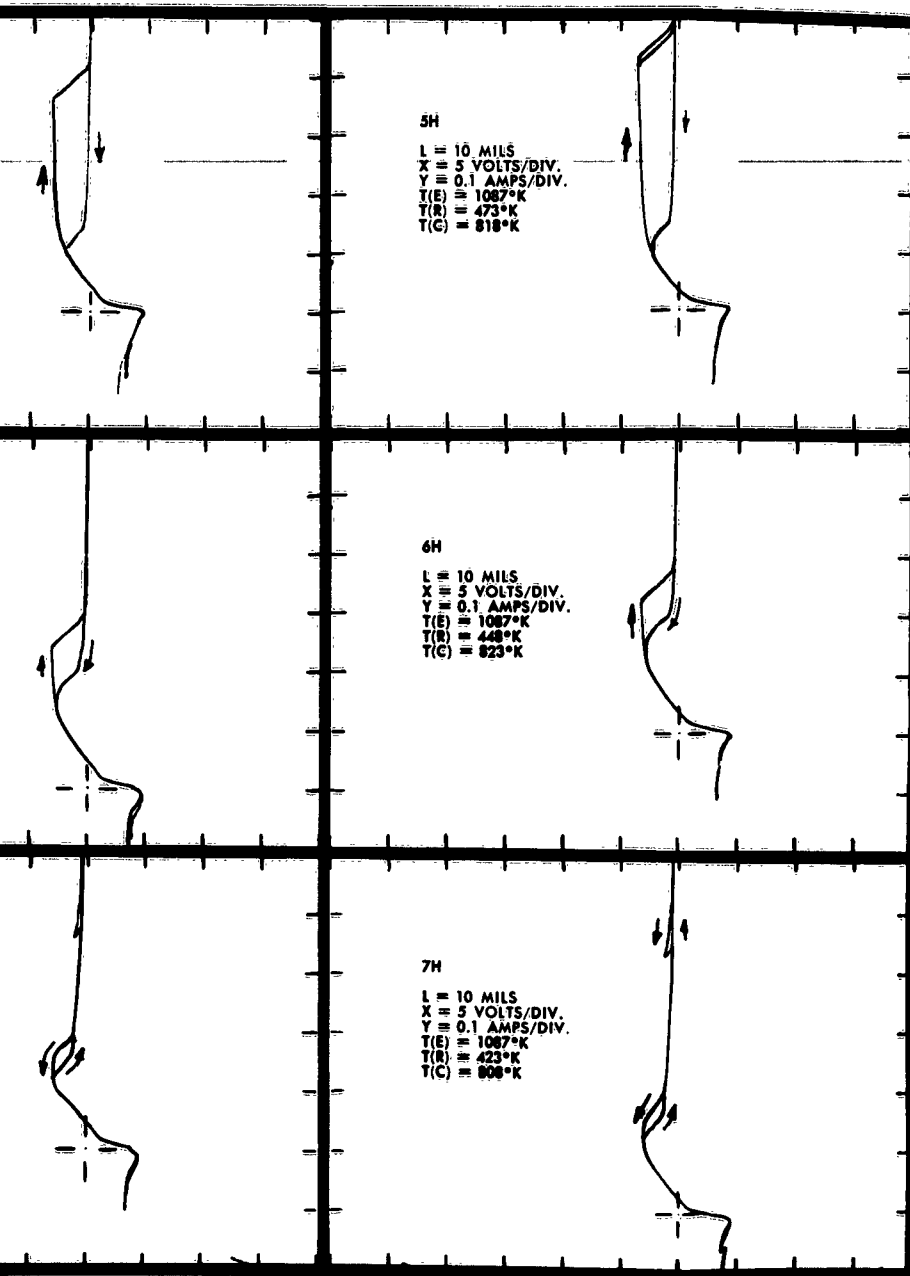 5H
L = 10 MILS
X = 5 VOLTS/DIV.
Y = 0.1 AMPS/DIV.
T(E) = 1087°K
T(R) = 473°K
T(C) = 818°K
6H
L = 10 MILS
X = 5 VOLTS/DIV.
Y = 0.1 AMPS/DIV.
T(E) = 1087°K
T(R) = 448°K
T(C) = 823°K
7H
L = 10 MILS
X = 5 VOLTS/DIV.
Y = 0.1 AMPS/DIV.
T(E) = 1087°K
T(R) = 423°K
T(C) = 808°K